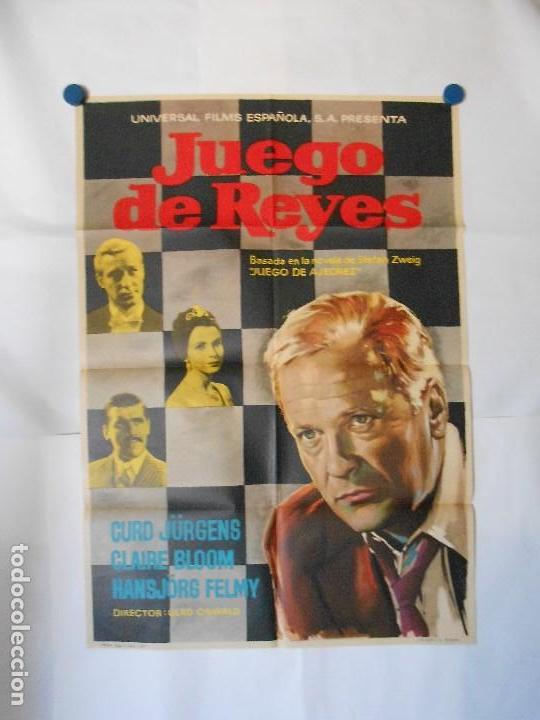 UNIVERSAL FILMS ESPAÑOLA, S.A. PRESENTA
Juego
de Reyes
Basada en la novela de Stefan Zweig
"JUEGO DE AJEDREZ"
CURD JÜRGENS
CLAIRE BLOOM
HANSJÖRG FELMY
DIRECTOR: GERD OSWALD
todocoleccion.net